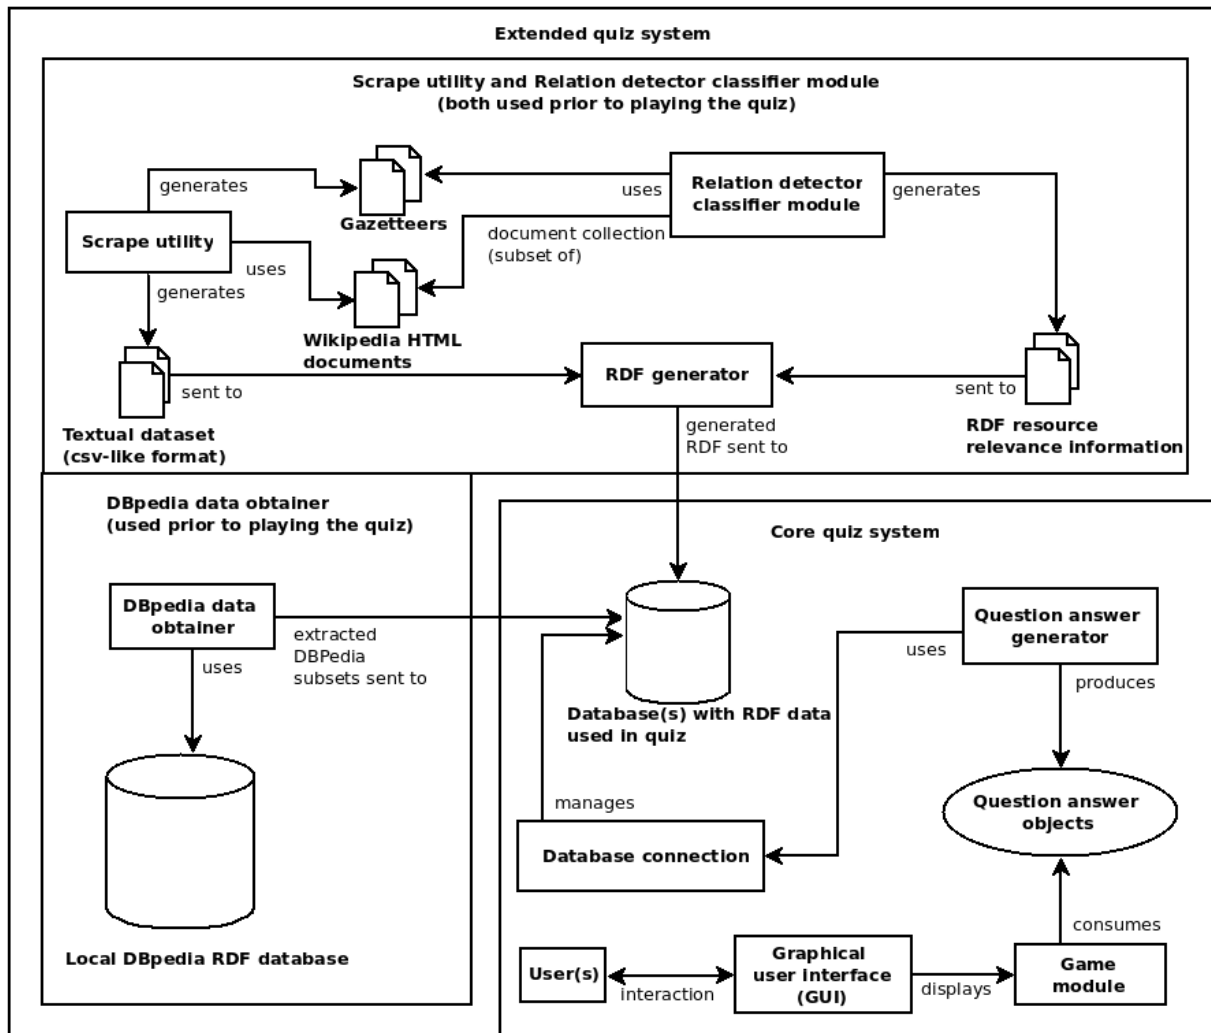 Extended quiz system
Scrape utility and Relation detector classifier module
(both used prior to playing the quiz)
generates
Gazetteers
uses
Relation detector
classifier module
generates
Scrape utility
uses
generates
document collection
(subset of)
Wikipedia HTML
documents
RDF generator
sent to
sent to
Textual dataset
(csv-like format)
generated
RDF sent to
RDF resource
relevance information
DBpedia data obtainer
(used prior to playing the quiz)
Core quiz system
DBpedia data
obtainer
extracted
DBPedia
subsets sent to
uses
Question answer
generator
uses
produces
Database(s) with RDF data
used in quiz
manages
Question answer
objects
Database connection
consumes
Local DBpedia RDF database
User(s)
interaction
Graphical
user interface
(GUI)
displays
Game
module